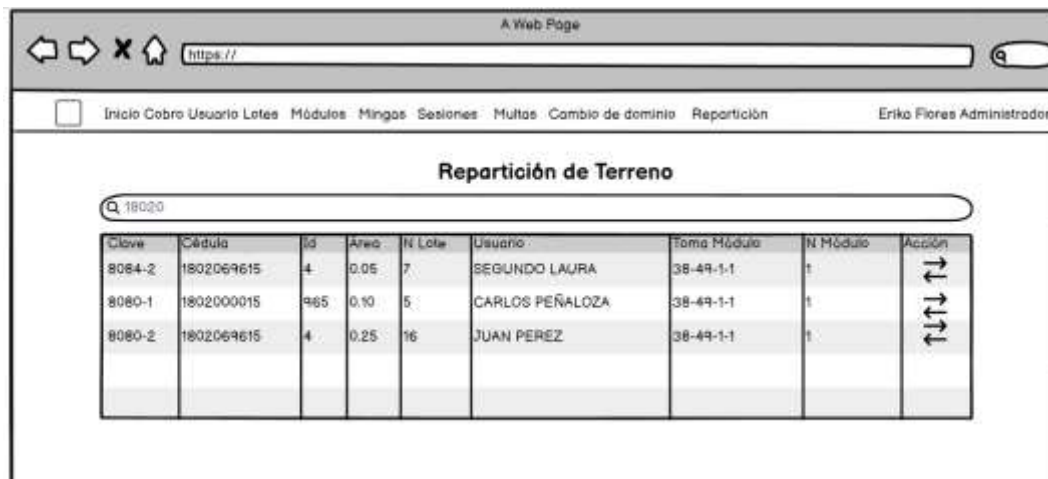 A Web Page
https://
Inicio Cobro Usuario Lotes Módulos Mingas Sesiones Multas Cambio de dominio Repartición Erika Flores Administrador
Repartición de Terreno
18020
Clave Cédula Id Área N Lote Usuario Toma Módulo N Módulo Acción
8084-2 1802069615 4 0.05 7 SEGUNDO LAURA 38-49-1-1 1
8080-1 1802000015 965 0.10 5 CARLOS PEÑALOZA 38-49-1-1 1
8080-2 1802069615 4 0.25 16 JUAN PEREZ 38-49-1-1 1